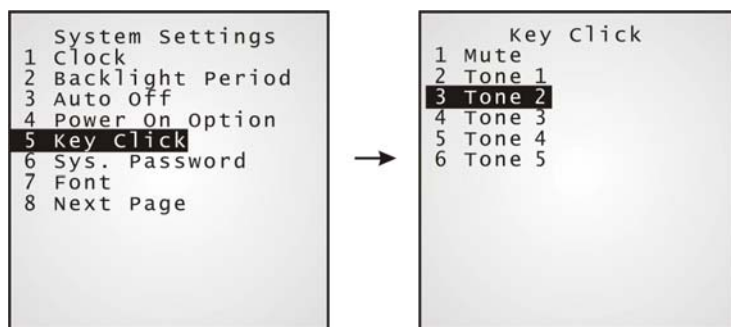 System Settings
1 Clock
2 Backlight Period
3 Auto Off
4 Power On Option
5 Key Click
6 Sys. Password
7 Font
8 Next Page
Key Click
1 Mute
2 Tone 1
3 Tone 2
4 Tone 3
5 Tone 4
6 Tone 5